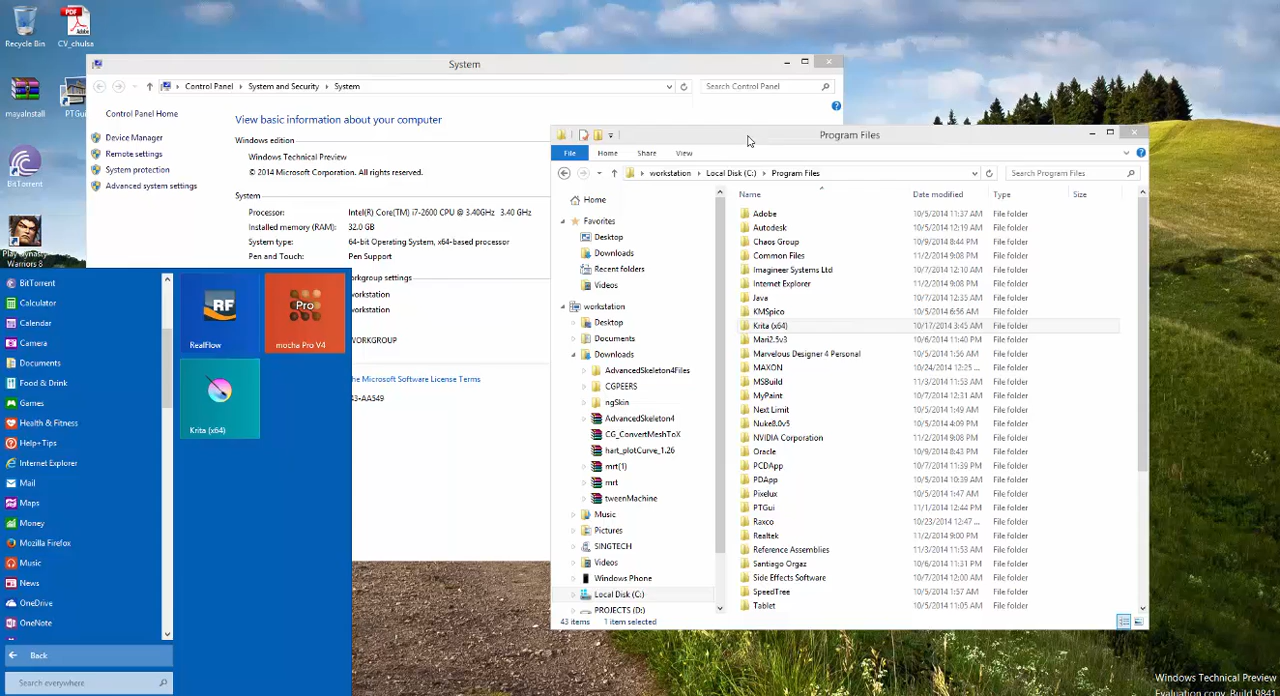 Recycle Bin
CV_chulsa
mayaInstall
PTGui
BitTorrent
Play dynasty
Warriors 8
System
Control Panel
System and Security
System
Search Control Panel
Control Panel Home
Device Manager
Remote settings
System protection
Advanced system settings
View basic information about your computer
Windows edition
Windows Technical Preview
© 2014 Microsoft Corporation. All rights reserved.
System
Processor: Intel(R) Core(TM) i7-2600 CPU @ 3.40GHz 3.40 GHz
Installed memory (RAM): 32.0 GB
System type: 64-bit Operating System, x64-based processor
Pen and Touch: Pen Support
workgroup settings
workstation
workstation
WORKGROUP
the Microsoft Software License Terms
43-AA549
Program Files
File Home Share View
workstation Local Disk (C:) Program Files
Search Program Files
Home
Favorites
Desktop
Downloads
Recent folders
Videos
workstation
Desktop
Documents
Downloads
AdvancedSkeleton4Files
CGPEERS
ngSkin
AdvancedSkeleton4
CG_ConvertMeshToX
hart_plotCurve_1.26
mrt(1)
mrt
tweenMachine
Music
Pictures
SINGTECH
Videos
Windows Phone
Local Disk (C:)
PROJECTS (D:)
Name Date modified Type Size
Adobe 10/5/2014 11:37 AM File folder
Autodesk 10/5/2014 12:19 AM File folder
Chaos Group 10/9/2014 8:44 PM File folder
Common Files 11/2/2014 9:08 PM File folder
Imagineer Systems Ltd 10/7/2014 12:10 AM File folder
Internet Explorer 11/2/2014 9:08 PM File folder
Java 10/7/2014 12:35 AM File folder
KMSpico 10/5/2014 6:56 AM File folder
Krita (x64) 10/17/2014 3:45 AM File folder
Mari2.5v3 10/6/2014 11:40 PM File folder
Marvelous Designer 4 Personal 10/5/2014 1:56 AM File folder
MAXON 10/24/2014 12:25 ... File folder
MSBuild 11/3/2014 11:53 AM File folder
MyPaint 10/7/2014 12:31 AM File folder
Next Limit 10/5/2014 1:49 AM File folder
Nuke8.0v5 10/5/2014 4:09 PM File folder
NVIDIA Corporation 11/2/2014 9:08 PM File folder
Oracle 10/9/2014 8:43 PM File folder
PCDApp 10/7/2014 11:39 PM File folder
PDApp 10/5/2014 10:39 AM File folder
Pixelux 10/5/2014 1:47 AM File folder
PTGui 11/1/2014 12:44 PM File folder
Raxco 10/23/2014 12:47 ... File folder
Realtek 11/2/2014 9:00 PM File folder
Reference Assemblies 11/3/2014 11:53 AM File folder
Santiago Orgaz 10/6/2014 11:31 PM File folder
Side Effects Software 10/7/2014 12:00 AM File folder
SpeedTree 10/5/2014 1:57 AM File folder
Tablet 10/5/2014 11:05 AM File folder
43 items 1 item selected
BitTorrent
Calculator
Calendar
Camera
Documents
Food & Drink
Games
Health & Fitness
Help+Tips
Internet Explorer
Mail
Maps
Money
Mozilla Firefox
Music
News
OneDrive
OneNote
Back
Search everywhere
RF
RealFlow
Pro
mocha Pro V4
Krita (x64)
Windows Technical Preview
Evaluation copy. Build 9841